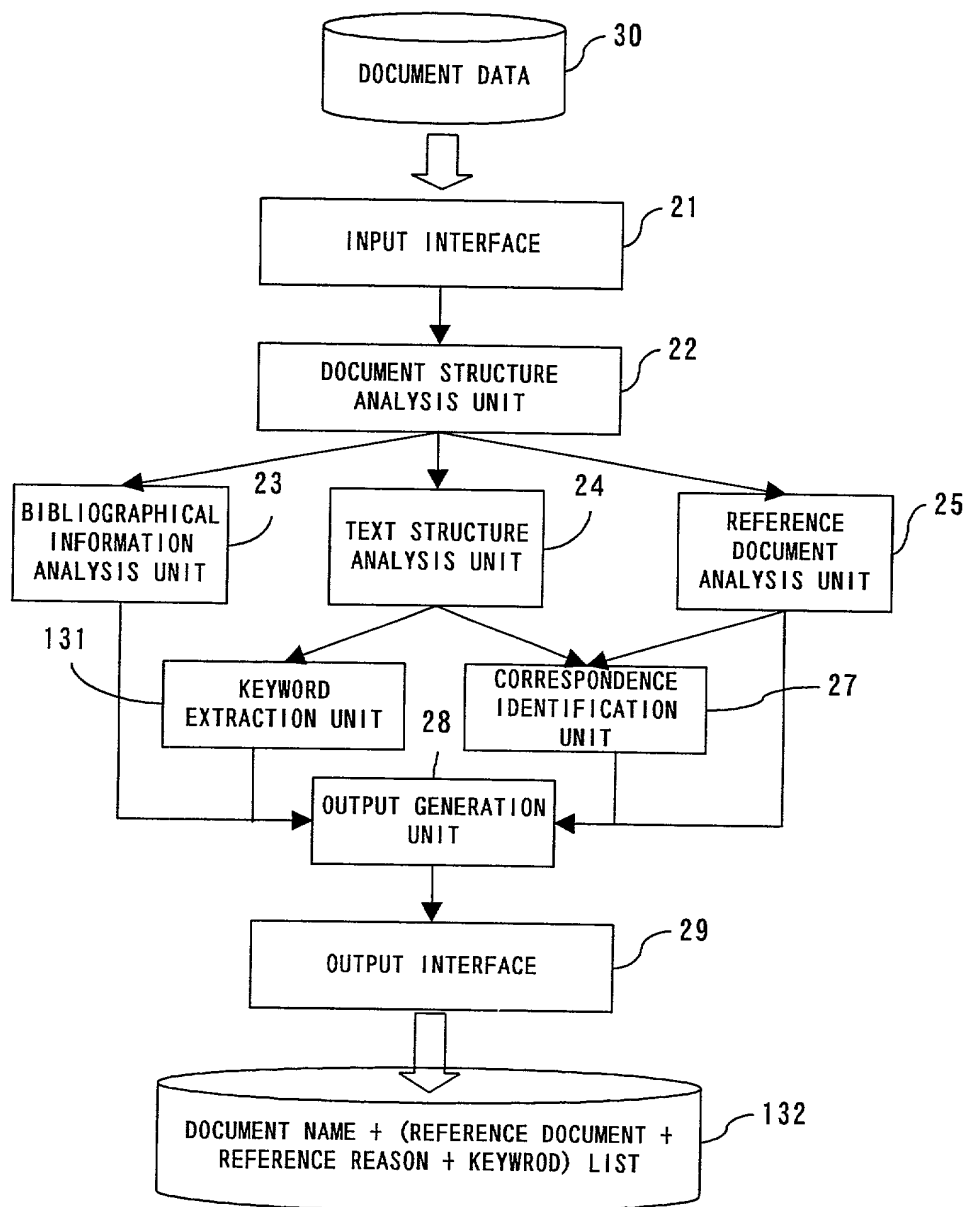 30
DOCUMENT DATA
21
INPUT INTERFACE
22
DOCUMENT STRUCTURE
ANALYSIS UNIT
23
BIBLIOGRAPHICAL
INFORMATION
ANALYSIS UNIT
24
TEXT STRUCTURE
ANALYSIS UNIT
25
REFERENCE
DOCUMENT
ANALYSIS UNIT
131
KEYWORD
EXTRACTION UNIT
CORRESPONDENCE
IDENTIFICATION
UNIT
27
28
OUTPUT GENERATION
UNIT
29
OUTPUT INTERFACE
132
DOCUMENT NAME + (REFERENCE DOCUMENT +
REFERENCE REASON + KEYWROD) LIST